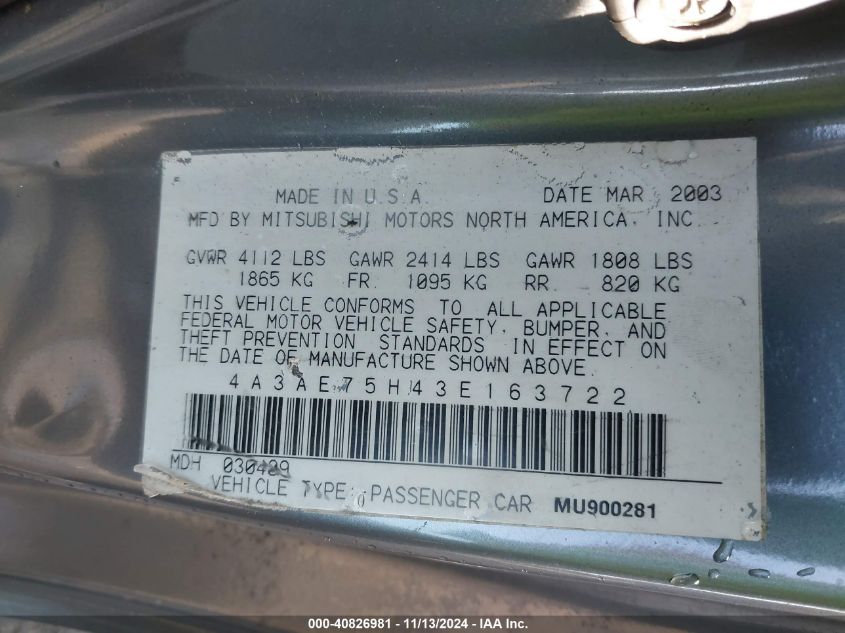 MADE IN U.S.A. DATE MAR 2003
MFD BY MITSUBISHI MOTORS NORTH AMERICA, INC
GVWR 4112 LBS GAWR 2414 LBS GAWR 1808 LBS
1865 KG FR. 1095 KG RR. 820 KG
THIS VEHICLE CONFORMS TO ALL APPLICABLE
FEDERAL MOTOR VEHICLE SAFETY, BUMPER, AND
THEFT PREVENTION STANDARDS IN EFFECT ON
THE DATE OF MANUFACTURE SHOWN ABOVE.
4A3AE75H43E163722
MDH 030429
VEHICLE TYPE: PASSENGER CAR MU900281
000-40826981 - 11/13/2024 - IAA Inc.